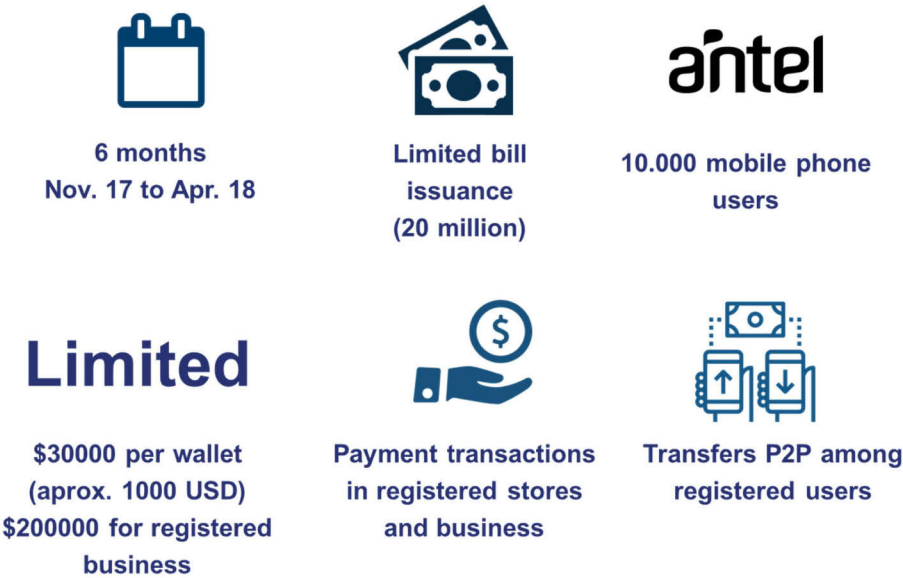 antel
6 months
Nov. 17 to Apr. 18
Limited bill
issuance
(20 million)
10.000 mobile phone
users
Limited
$30000 per wallet
(aprox. 1000 USD)
$200000 for registered
business
$
Payment transactions
in registered stores
and business
Transfers P2P among
registered users